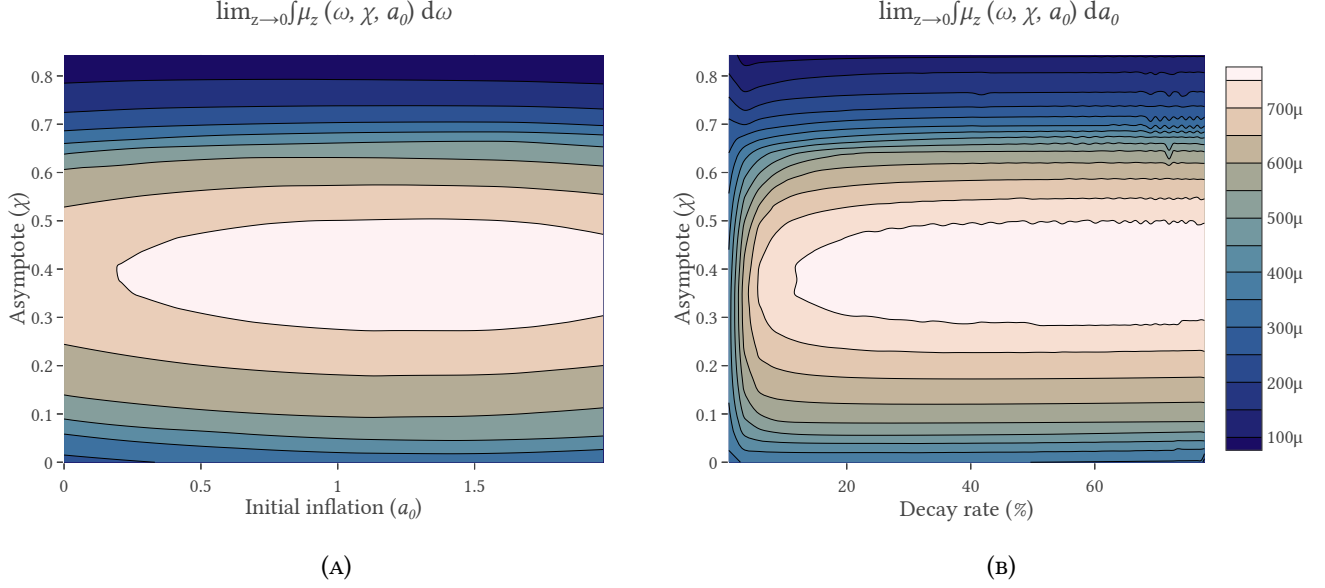 lim_{z→0}∫μ_z (ω, χ, a_0) dω
lim_{z→0}∫μ_z (ω, χ, a_0) da_0
Asymptote (χ)
0.8
0.7
0.6
0.5
0.4
0.3
0.2
0.1
0
0
0.5
1
1.5
Initial inflation (a_0)
Asymptote (χ)
0.8
0.7
0.6
0.5
0.4
0.3
0.2
0.1
0
20
40
60
Decay rate (%)
700μ
600μ
500μ
400μ
300μ
200μ
100μ
(A)
(B)